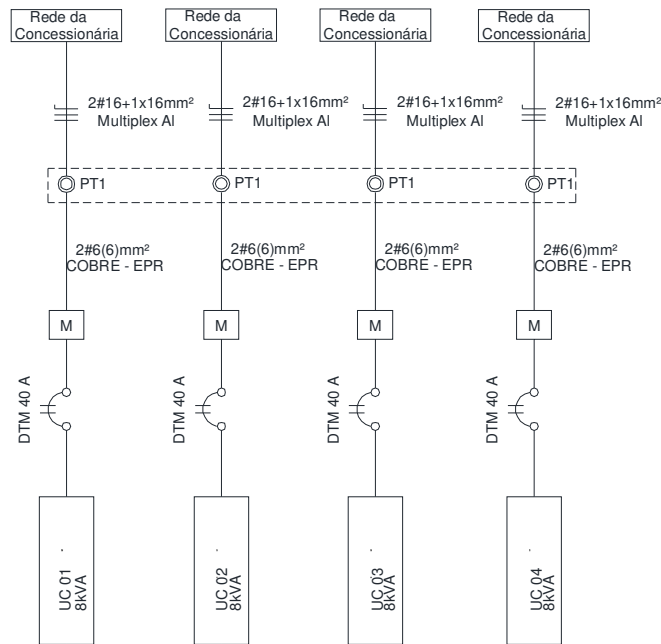 Rede da
Concessionária
Rede da
Concessionária
Rede da
Concessionária
Rede da
Concessionária
2#16+1x16mm²
Multiplex Al
2#16+1x16mm²
Multiplex Al
2#16+1x16mm²
Multiplex Al
2#16+1x16mm²
Multiplex Al
PT1
PT1
PT1
PT1
2#6(6)mm²
COBRE - EPR
2#6(6)mm²
COBRE - EPR
2#6(6)mm²
COBRE - EPR
2#6(6)mm²
COBRE - EPR
M
M
M
M
DTM 40 A
DTM 40 A
DTM 40 A
DTM 40 A
UC 01
8kVA
UC 02
8kVA
UC 03
8kVA
UC 04
8kVA